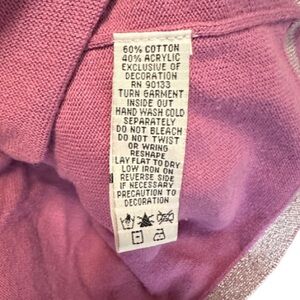 60% COTTON
40% ACRYLIC
EXCLUSIVE OF
DECORATION
RN 90133
TURN GARMENT
INSIDE OUT
HAND WASH COLD
SEPARATELY
DO NOT BLEACH
DO NOT TWIST
OR WRING
RESHAPE
LAY FLAT TO DRY
LOW IRON ON
REVERSE SIDE
IF NECESSARY
PRECAUTION TO
DECORATION